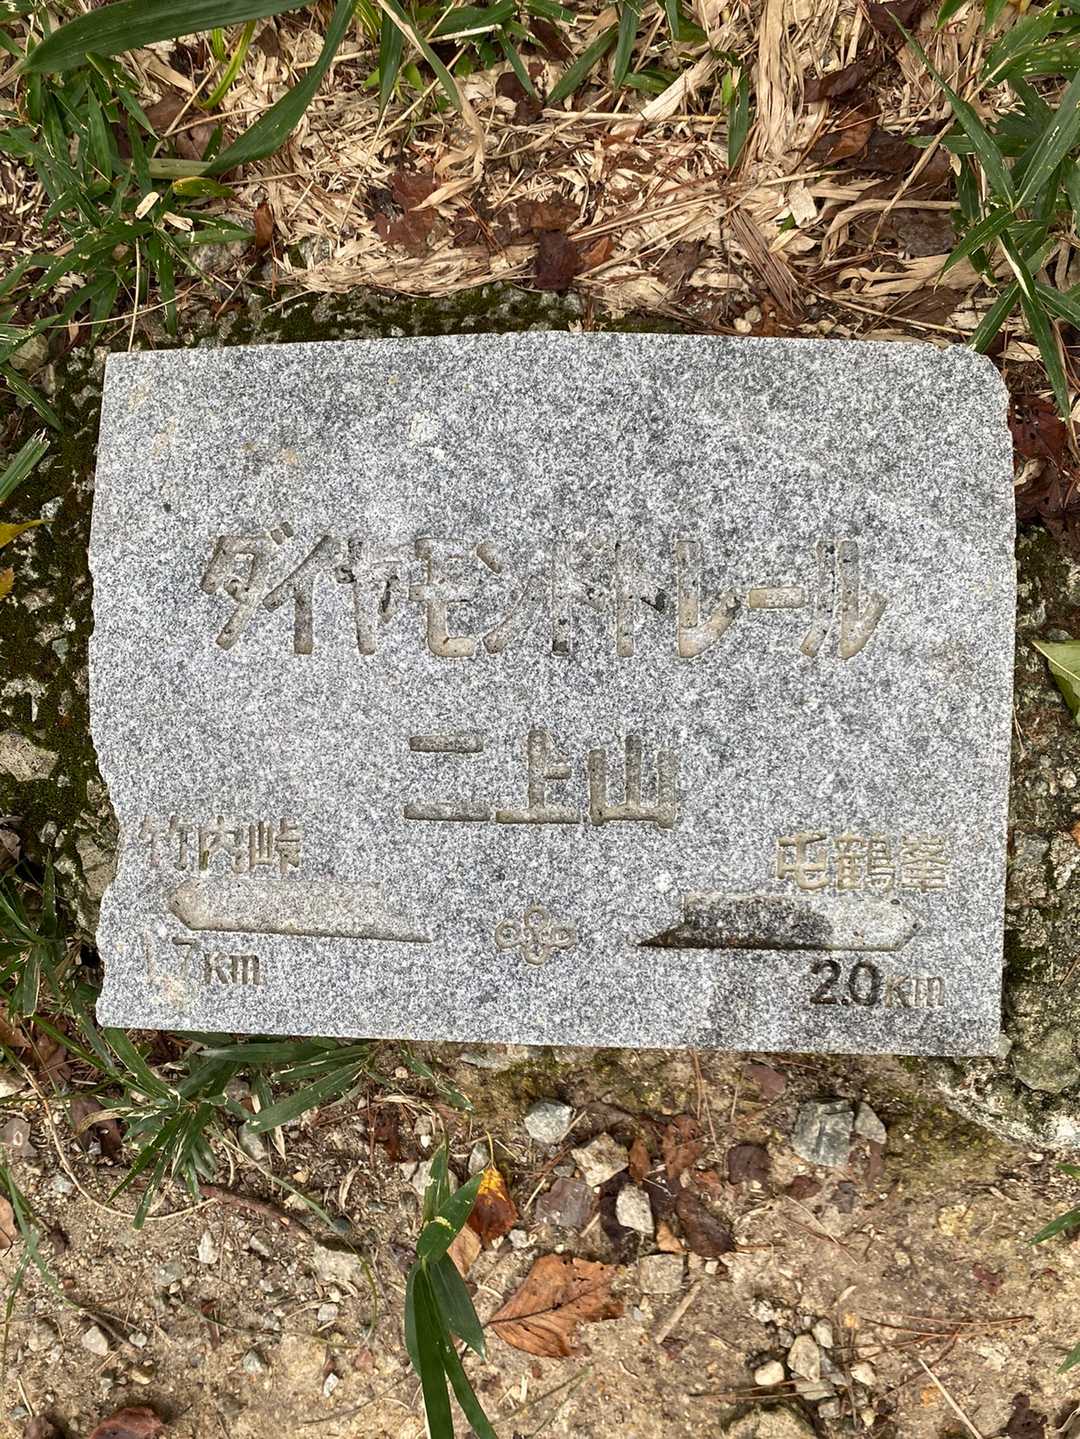 ダイヤモンドトレール
二上山
竹内峠 屯鶴峯
1.7Km 2.0Km